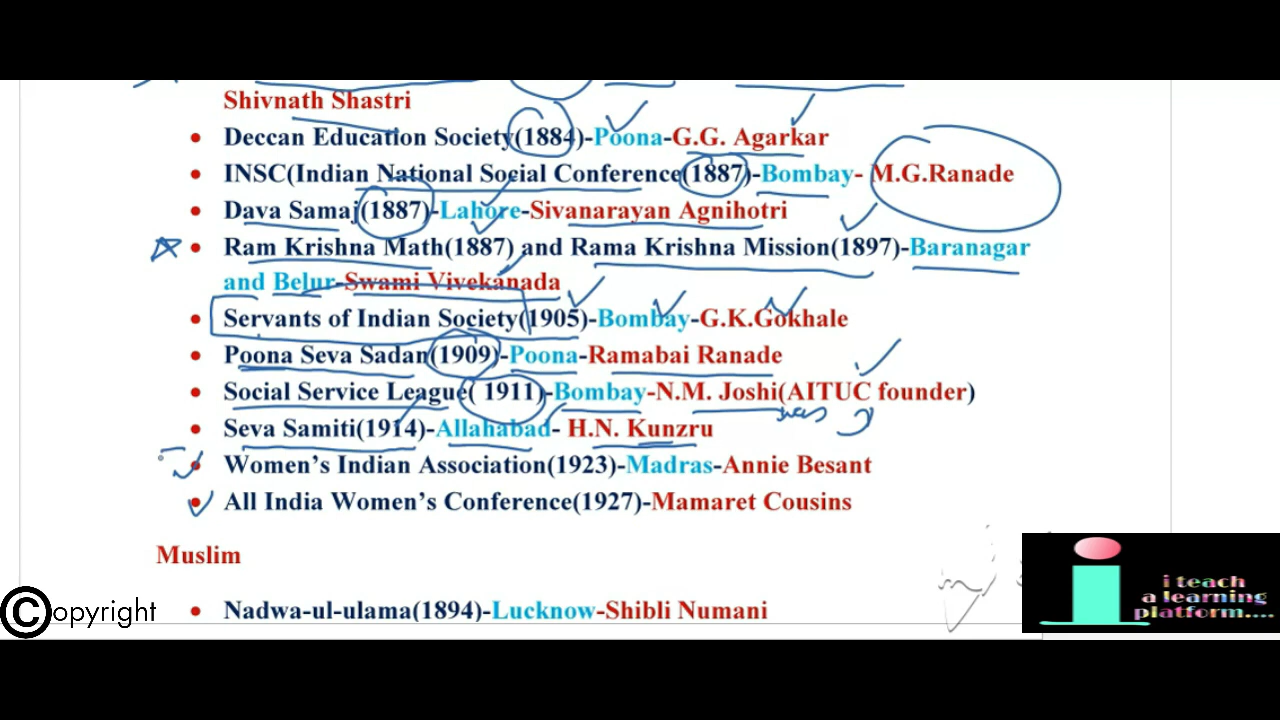 Shivnath Shastri
• Deccan Education Society(1884)-Poona-G.G. Agarkar
• INSC(Indian National Social Conference(1887)-Bombay- M.G.Ranade
• Dava Samaj(1887)-Lahore-Sivanarayan Agnihotri
• Ram Krishna Math(1887) and Rama Krishna Mission(1897)-Baranagar
and Belur-Swami Vivekanada
• Servants of Indian Society(1905)-Bombay-G.K.Gokhale
• Poona Seva Sadan(1909)-Poona-Ramabai Ranade
• Social Service League( 1911)-Bombay-N.M. Joshi(AITUC founder)
• Seva Samiti(1914)-Allahabad- H.N. Kunzru
• Women's Indian Association(1923)-Madras-Annie Besant
• All India Women's Conference(1927)-Mamaret Cousins
Muslim
• Nadwa-ul-ulama(1894)-Lucknow-Shibli Numani
©opyright
i teach
a learning
platform....